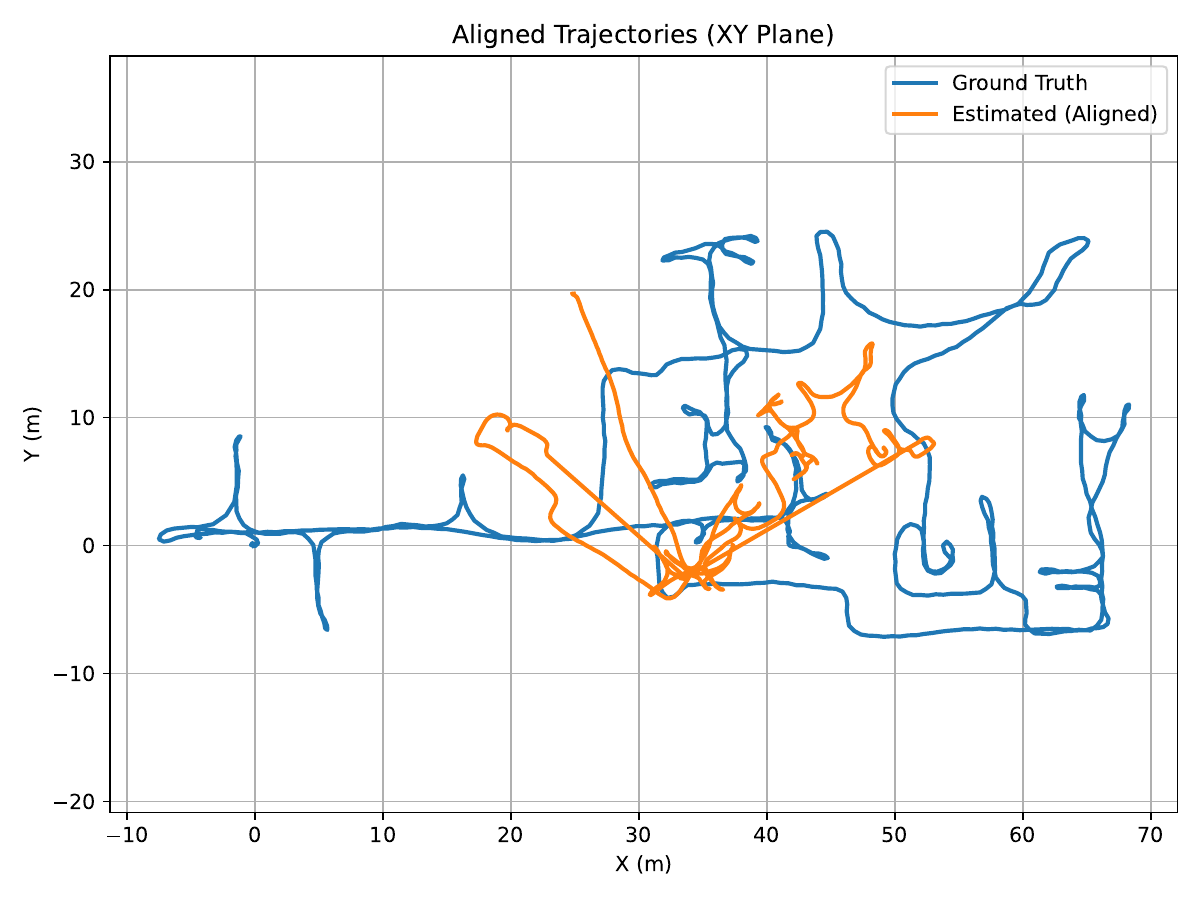 Aligned Trajectories (XY Plane)
Ground Truth
Estimated (Aligned)
Y (m)
30
20
10
0
−10
−20
−10 0 10 20 30 40 50 60 70
X (m)